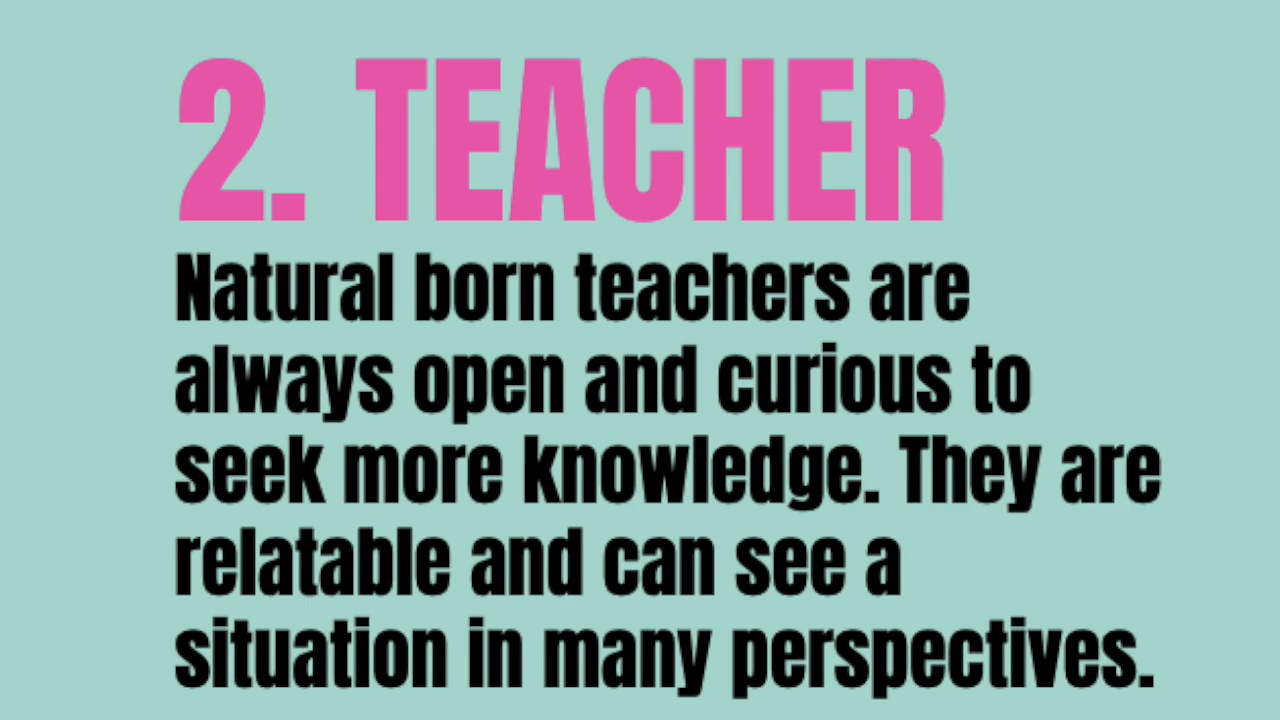 2. TEACHER
Natural born teachers are
always open and curious to
seek more knowledge. They are
relatable and can see a
situation in many perspectives.